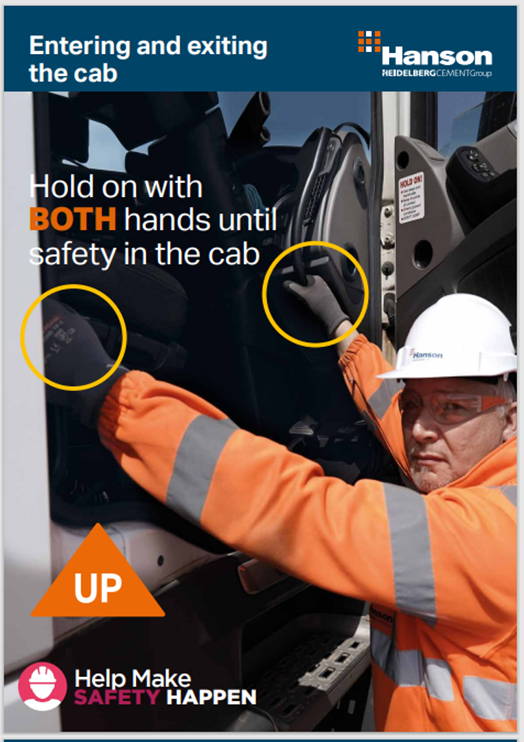 Entering and exiting
the cab
Hanson
HEIDELBERGCEMENTGroup
Hold on with
BOTH hands until
safety in the cab
HOLD ON!
Hanson
UP
Help Make
SAFETY HAPPEN